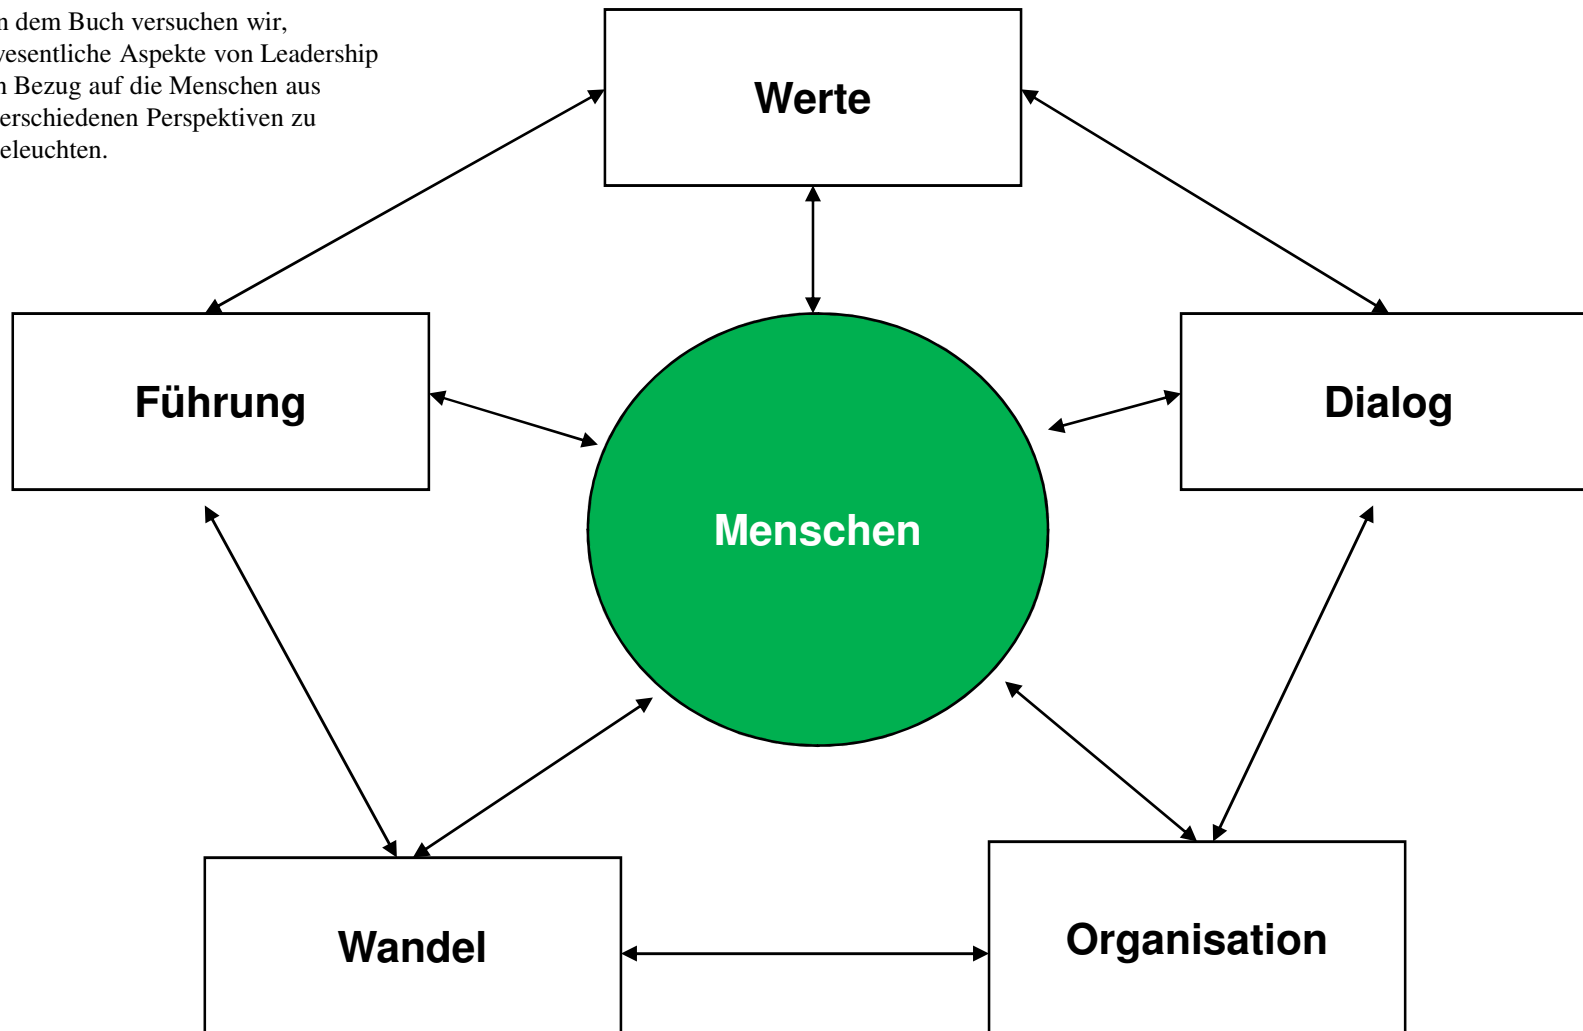 n dem Buch versuchen wir,
vesentliche Aspekte von Leadership
n Bezug auf die Menschen aus
erschiedenen Perspektiven zu
eleuchten.
Werte
Führung
Dialog
Menschen
Wandel
Organisation